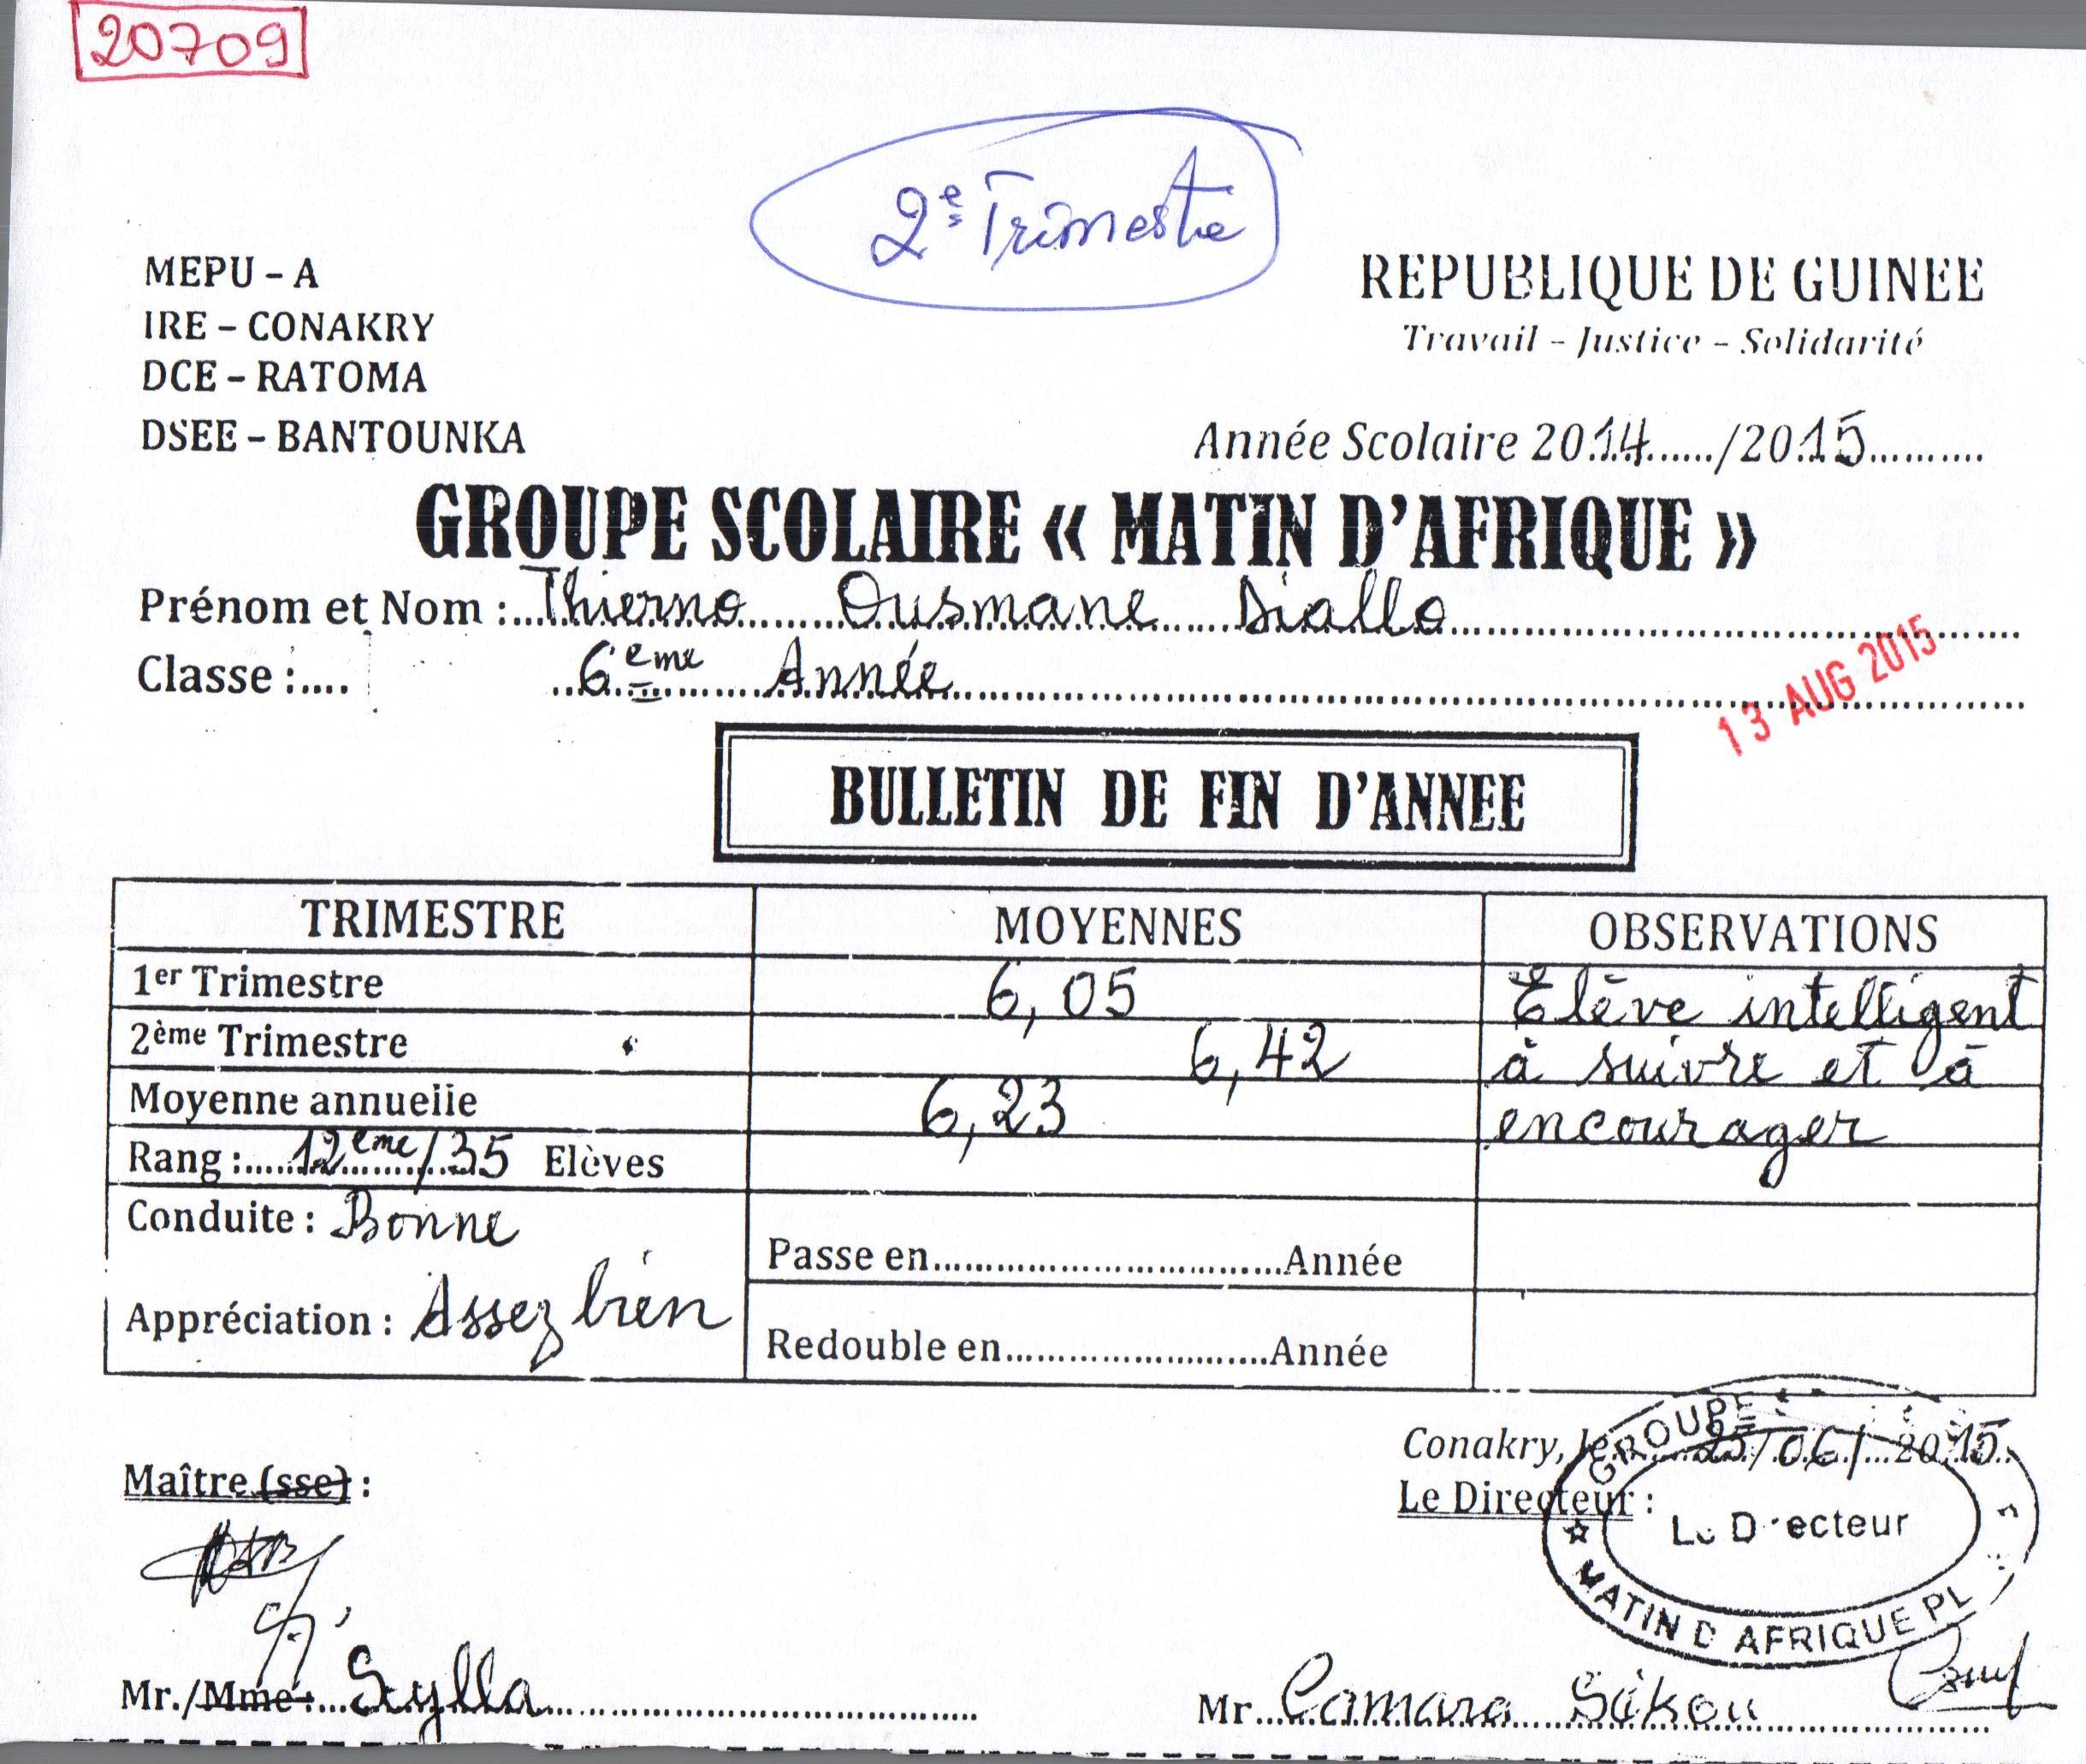 20709
2e Trimestre
MEPU - A
IRE - CONAKRY
DCE - RATOMA
DSEE - BANTOUNKA
REPUBLIQUE DE GUINEE
Travail - Justice - Solidarité
Année Scolaire 2014....../2015..........
GROUPE SCOLAIRE « MATIN D'AFRIQUE »
Prénom et Nom : Thierno Ousmane Diallo
Classe :.... 6eme Année
13 AUG 2015
BULLETIN DE FIN D'ANNEE
TRIMESTRE MOYENNES OBSERVATIONS
1er Trimestre 6,05 Elève intelligent
2ème Trimestre 6,42 à suivre et à
Moyenne annuelle 6,23 encourager
Rang : 12eme/35 Elèves
Conduite : Bonne
Passe en..............................Année
Appréciation : Assez bien
Redouble en..........................Année
Conakry, le 25/06/2015
Maître (sse) :
Le Directeur :
GROUPE
Le Directeur
MATIN D AFRIQUE PL
Mr./Mme : Sylla
Mr Camara Sékou